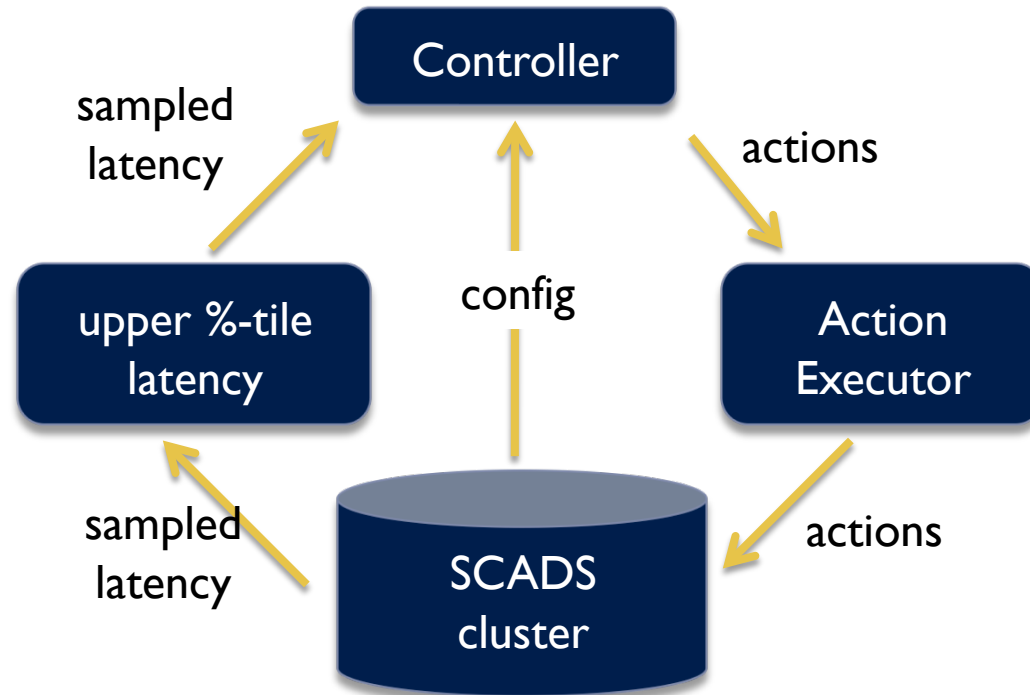 Controller
sampled
latency
actions
upper %-tile
latency
config
Action
Executor
sampled
latency
SCADS
cluster
actions